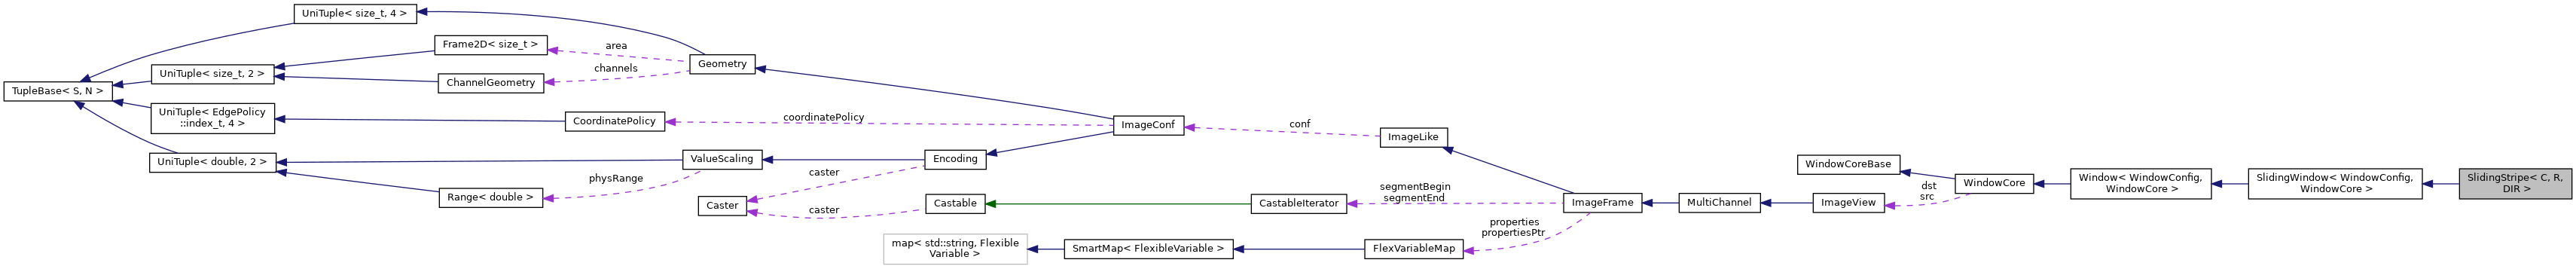 UniTuple< size_t, 4 >
Frame2D< size_t >
area
Geometry
UniTuple< size_t, 2 >
channels
ChannelGeometry
TupleBase< S, N >
UniTuple< EdgePolicy
::index_t, 4 >
CoordinatePolicy
coordinatePolicy
ImageConf
conf
ImageLike
UniTuple< double, 2 >
ValueScaling
Encoding
physRange
Range< double >
caster
Caster
caster
Castable
CastableIterator
segmentBegin
segmentEnd
ImageFrame
MultiChannel
ImageView
dst
src
WindowCoreBase
WindowCore
Window< WindowConfig,
WindowCore >
SlidingWindow< WindowConfig,
WindowCore >
SlidingStripe< C, R,
DIR >
properties
propertiesPtr
map< std::string, Flexible
Variable >
SmartMap< FlexibleVariable >
FlexVariableMap